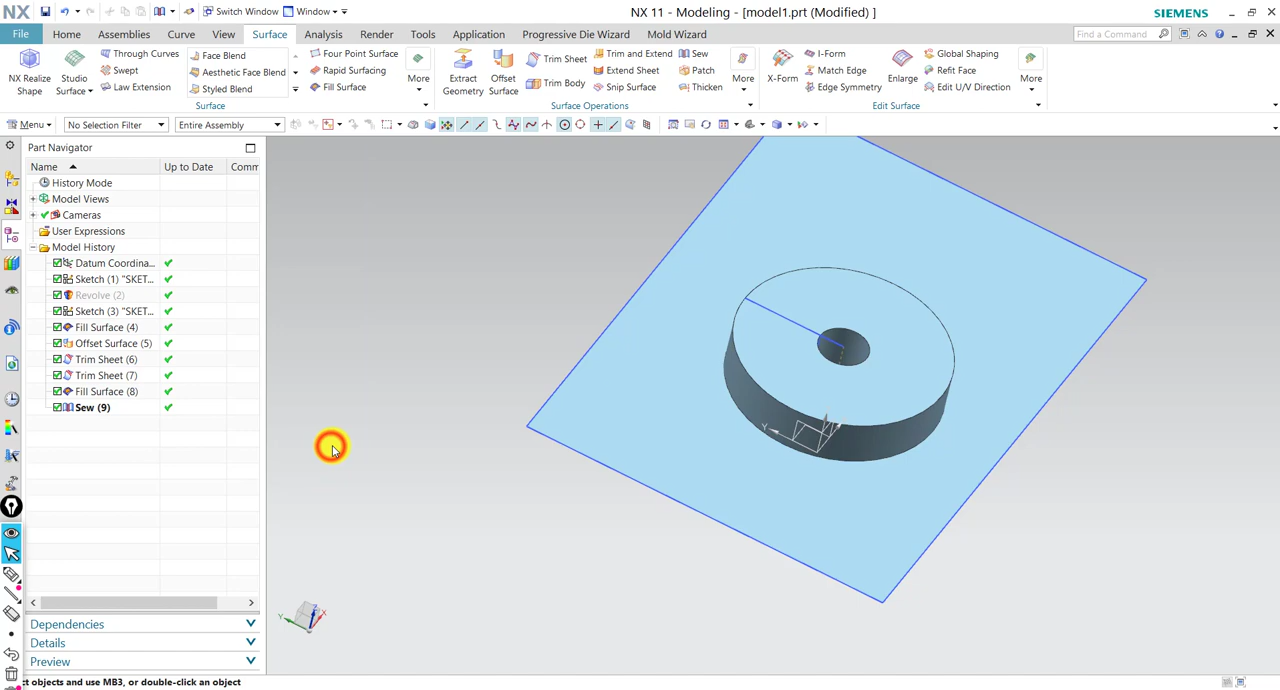 NX Switch Window Window NX 11 - Modeling - [model1.prt (Modified) ] SIEMENS
File Home Assemblies Curve View Surface Analysis Render Tools Application Progressive Die Wizard Mold Wizard Find a Command
NX Realize Shape
Studio Surface
Through Curves
Swept
Law Extension
Face Blend
Aesthetic Face Blend
Styled Blend
Four Point Surface
Rapid Surfacing
Fill Surface
More
Surface
Extract Geometry
Offset Surface
Trim Sheet
Trim Body
Trim and Extend
Extend Sheet
Snip Surface
Sew
Patch
Thicken
More
Surface Operations
X-Form
I-Form
Match Edge
Edge Symmetry
Enlarge
Global Shaping
Refit Face
Edit U/V Direction
More
Edit Surface
Menu No Selection Filter Entire Assembly
Part Navigator
Name Up to Date Comm
History Mode
Model Views
Cameras
User Expressions
Model History
Datum Coordina...
Sketch (1) "SKET...
Revolve (2)
Sketch (3) "SKET...
Fill Surface (4)
Offset Surface (5)
Trim Sheet (6)
Trim Sheet (7)
Fill Surface (8)
Sew (9)
Y
Y X
Dependencies
Details
Preview
ct objects and use MB3, or double-click an object